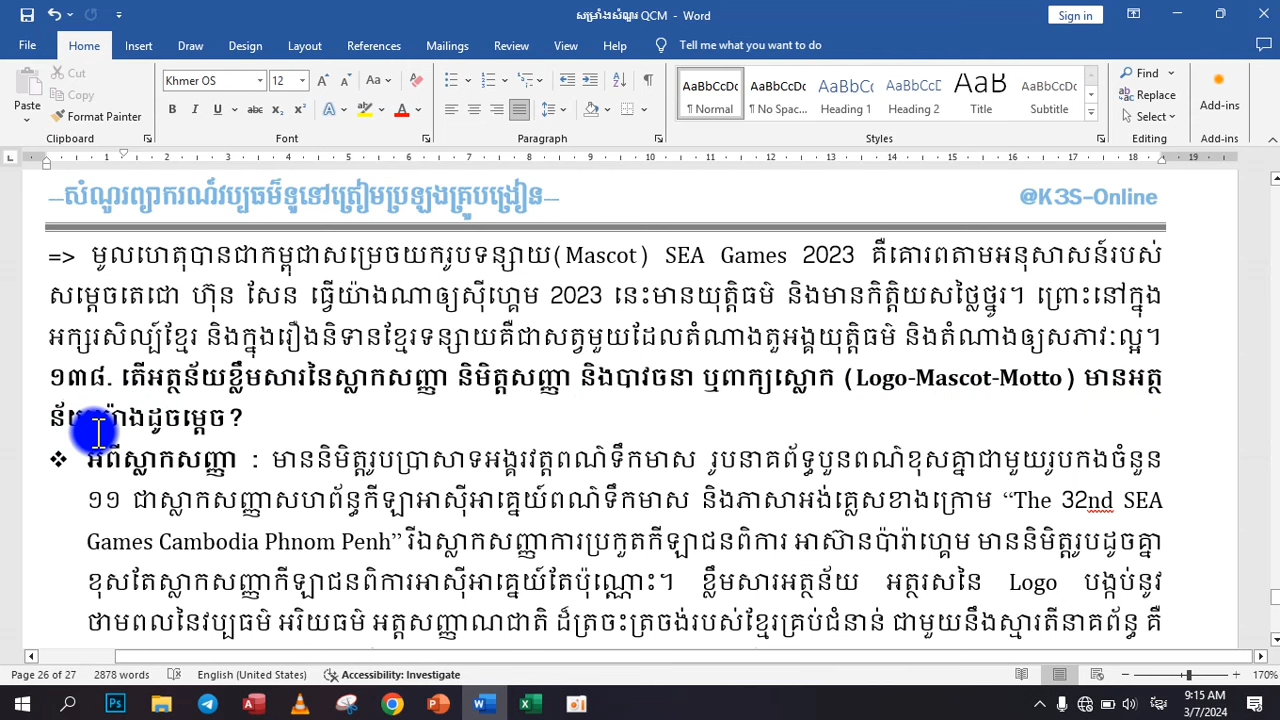 សម្រាំងសំណួរ QCM - Word
Sign in
File Home Insert Draw Design Layout References Mailings Review View Help Tell me what you want to do
Paste
Cut
Copy
Format Painter
Clipboard
Khmer OS 12
Font
Paragraph
AaBbCcDc AaBbCcDc AaBbCc AaBbCcD AaB AaBbCcDc
¶ Normal ¶ No Spac... Heading 1 Heading 2 Title Subtitle
Styles
Find
Replace
Select
Editing
Add-ins
Add-ins
1 1 2 3 4 5 6 7 8 9 10 11 12 13 14 15 16 17 18 19
–សំណួរព្យាករណ៍វប្បធម៌ទូទៅត្រៀមប្រឡងគ្រូបង្រៀន– @K3S-Online
=> មូលហេតុបានជាកម្ពុជាសម្រេចយករូបទន្សាយ(Mascot) SEA Games 2023 គឺគោរពតាមអនុសាសន៍របស់
សម្តេចតេជោ ហ៊ុន សែន ធ្វើយ៉ាងណាឲ្យស៊ីហ្គេម 2023 នេះមានយុត្តិធម៌ និងមានកិត្តិយសថ្លៃថ្នូរ។ ព្រោះនៅក្នុង
អក្សរសិល្ប៍ខ្មែរ និងក្នុងរឿងនិទានខ្មែរទន្សាយគឺជាសត្វមួយដែលតំណាងតួអង្គយុត្តិធម៌ និងតំណាងឲ្យសភាវៈល្អ។
១៣៨. តើអត្ថន័យខ្លឹមសារនៃស្លាកសញ្ញា និមិត្តសញ្ញា និងបាវចនា ឬពាក្យស្លោក (Logo-Mascot-Motto) មានអត្ថ
ន័យយ៉ាងដូចម្តេច?
❖ អំពីស្លាកសញ្ញា : មាននិមិត្តរូបប្រាសាទអង្គរវត្តពណ៌ទឹកមាស រូបនាគព័ទ្ធបួនពណ៌ខុសគ្នាជាមួយរូបកងចំនួន
១១ ជាស្លាកសញ្ញាសហព័ន្ធកីឡាអាស៊ីអាគ្នេយ៍ពណ៌ទឹកមាស និងភាសាអង់គ្លេសខាងក្រោម “The 32nd SEA
Games Cambodia Phnom Penh” រីឯស្លាកសញ្ញាការប្រកួតកីឡាជនពិការ អាស៊ានប៉ារ៉ាហ្គេម មាននិមិត្តរូបដូចគ្នា
ខុសតែស្លាកសញ្ញាកីឡាជនពិការអាស៊ីអាគ្នេយ៍តែប៉ុណ្ណោះ។ ខ្លឹមសារអត្ថន័យ អត្ថរសនៃ Logo បង្កប់នូវ
ថាមពលនៃវប្បធម៌ អរិយធម៌ អត្តសញ្ញាណជាតិ ដ៏ត្រចះត្រចង់របស់ខ្មែរគ្រប់ជំនាន់ ជាមួយនឹងស្មារតីនាគព័ន្ធ គឺ
Page 26 of 27 2878 words English (United States) Accessibility: Investigate 170%
9:15 AM
3/7/2024